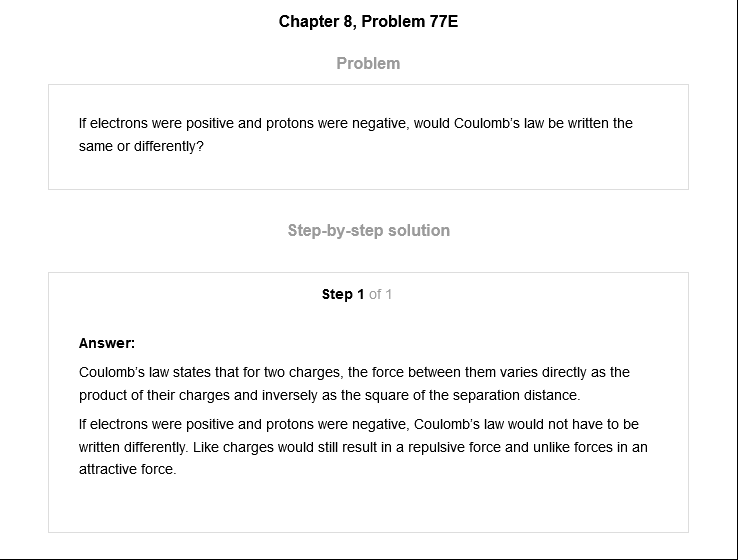 Chapter 8, Problem 77E
Problem
If electrons were positive and protons were negative, would Coulomb's law be written the
same or differently?
Step-by-step solution
Step 1 of 1
Answer:
Coulomb's law states that for two charges, the force between them varies directly as the
product of their charges and inversely as the square of the separation distance.
If electrons were positive and protons were negative, Coulomb's law would not have to be
written differently. Like charges would still result in a repulsive force and unlike forces in an
attractive force.